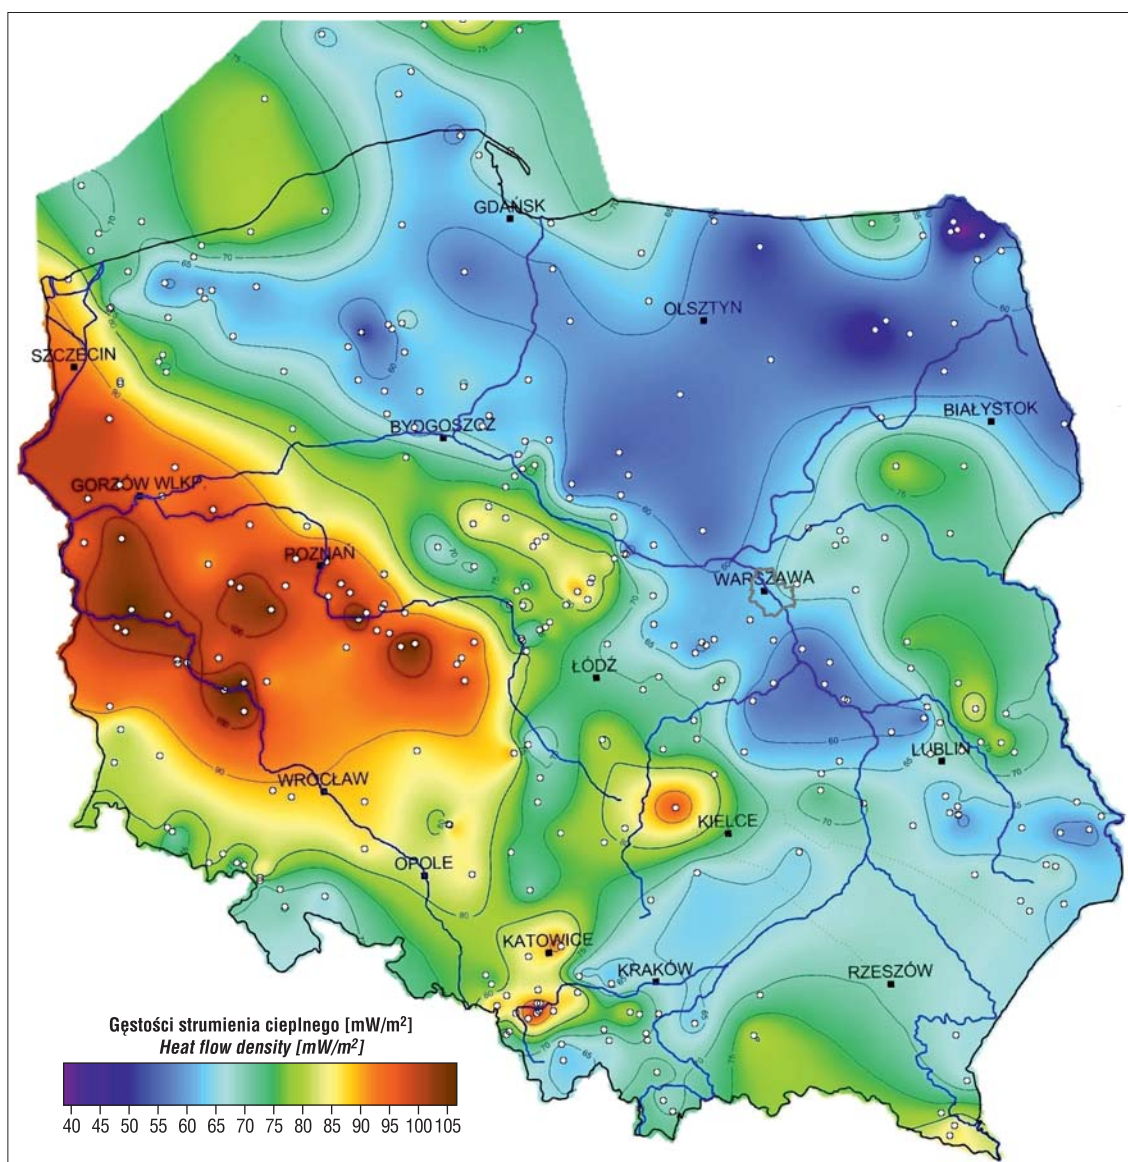 GDAŃSK
OLSZTYN
SZCZECIN
BIAŁYSTOK
BYDGOSZCZ
GORZÓW WLKP.
POZNAŃ
WARSZAWA
ŁÓDŹ
LUBLIN
WROCŁAW
KIELCE
OPOLE
KATOWICE
KRAKÓW
RZESZÓW
Gęstości strumienia cieplnego [mW/m²]
Heat flow density [mW/m²]
40 45 50 55 60 65 70 75 80 85 90 95 100 105